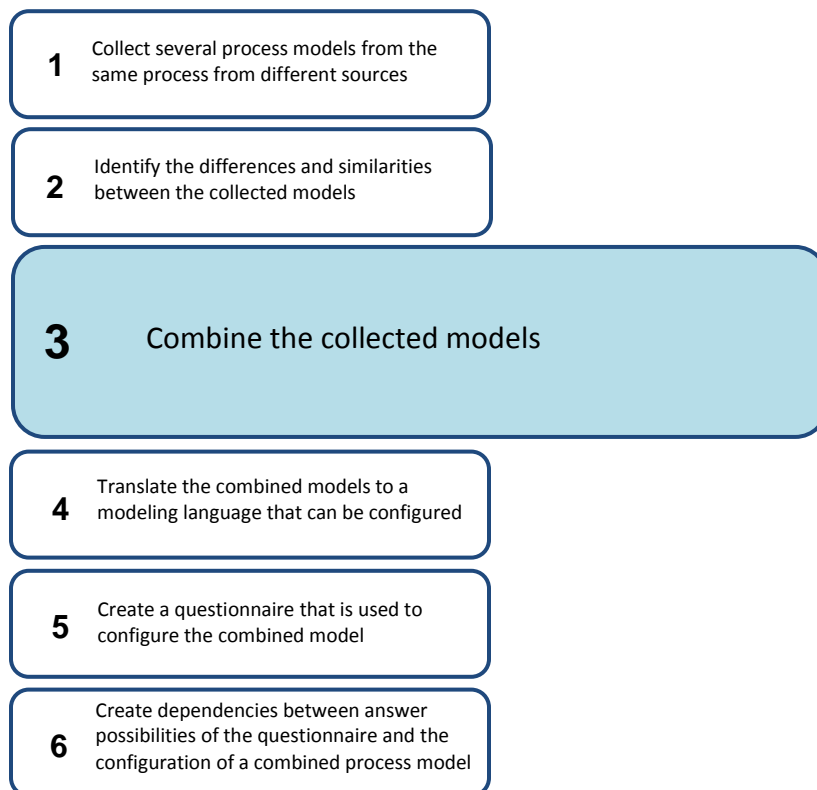 1
Collect several process models from the
same process from different sources
2
Identify the differences and similarities
between the collected models
3
Combine the collected models
4
Translate the combined models to a
modeling language that can be configured
5
Create a questionnaire that is used to
configure the combined model
6
Create dependencies between answer
possibilities of the questionnaire and the
configuration of a combined process model